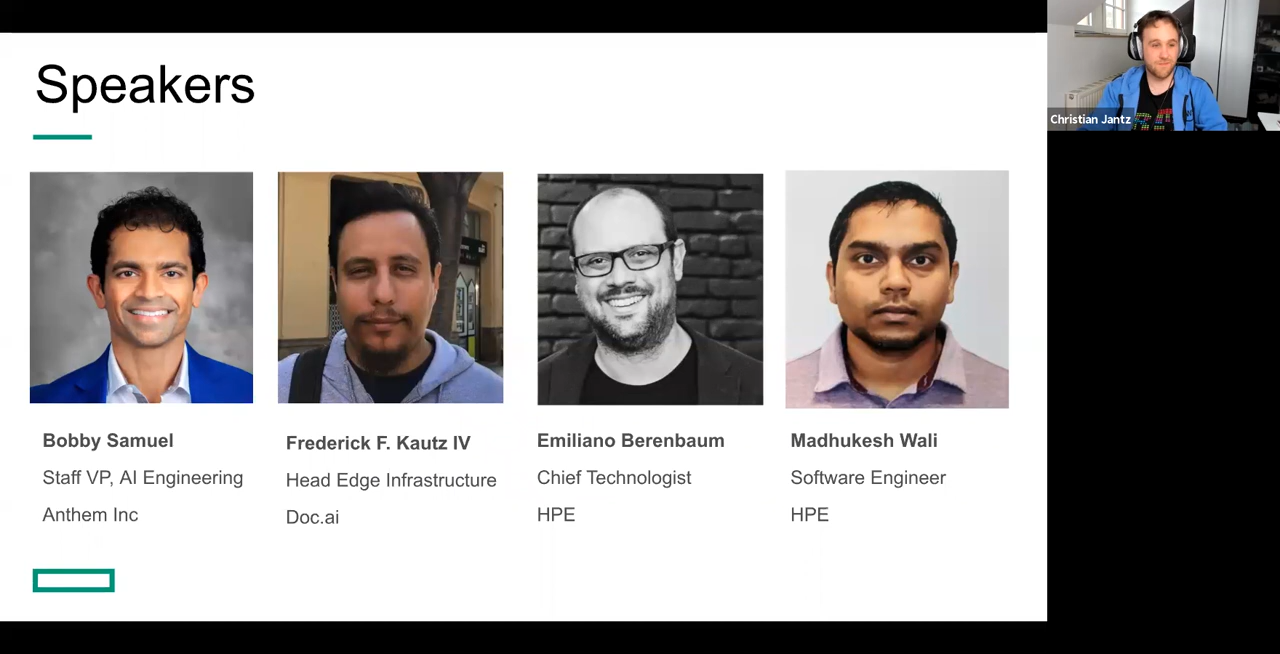 Speakers
Christian Jantz
Bobby Samuel
Staff VP, AI Engineering
Anthem Inc
Frederick F. Kautz IV
Head Edge Infrastructure
Doc.ai
Emiliano Berenbaum
Chief Technologist
HPE
Madhukesh Wali
Software Engineer
HPE